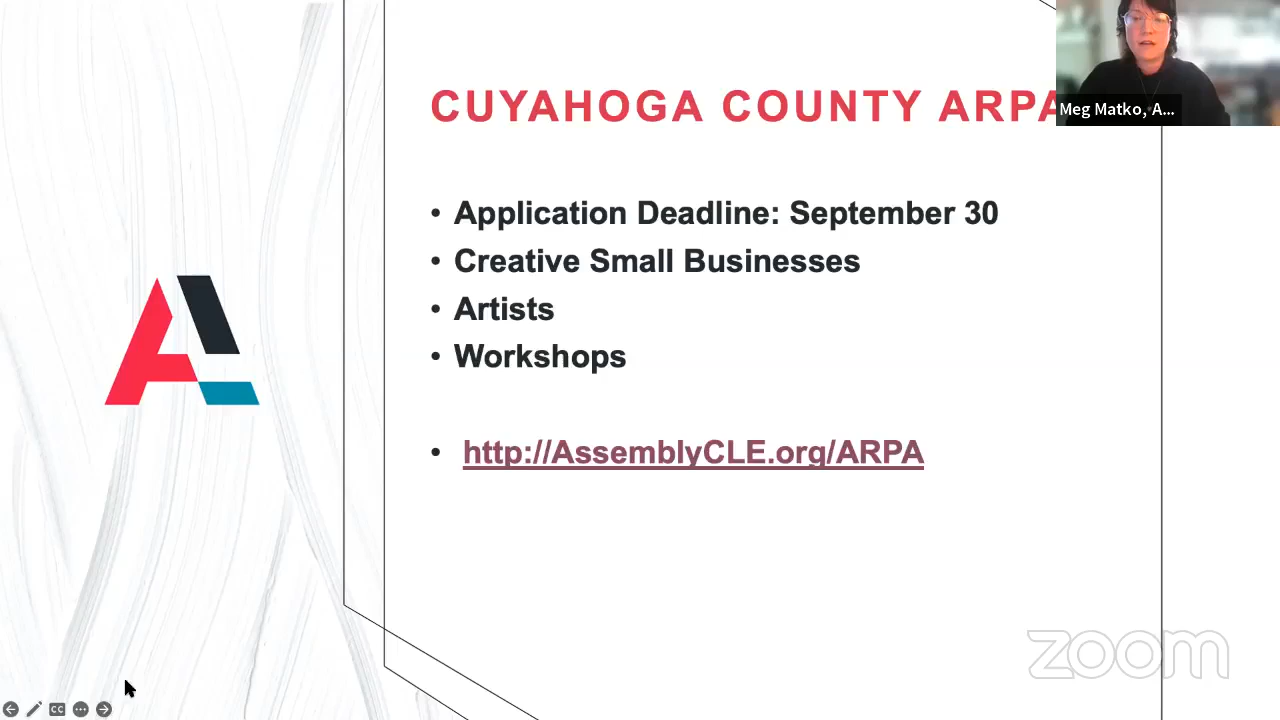 CUYAHOGA COUNTY ARPA
Meg Matko, A...
• Application Deadline: September 30
• Creative Small Businesses
• Artists
• Workshops
• http://AssemblyCLE.org/ARPA
zoom
CC